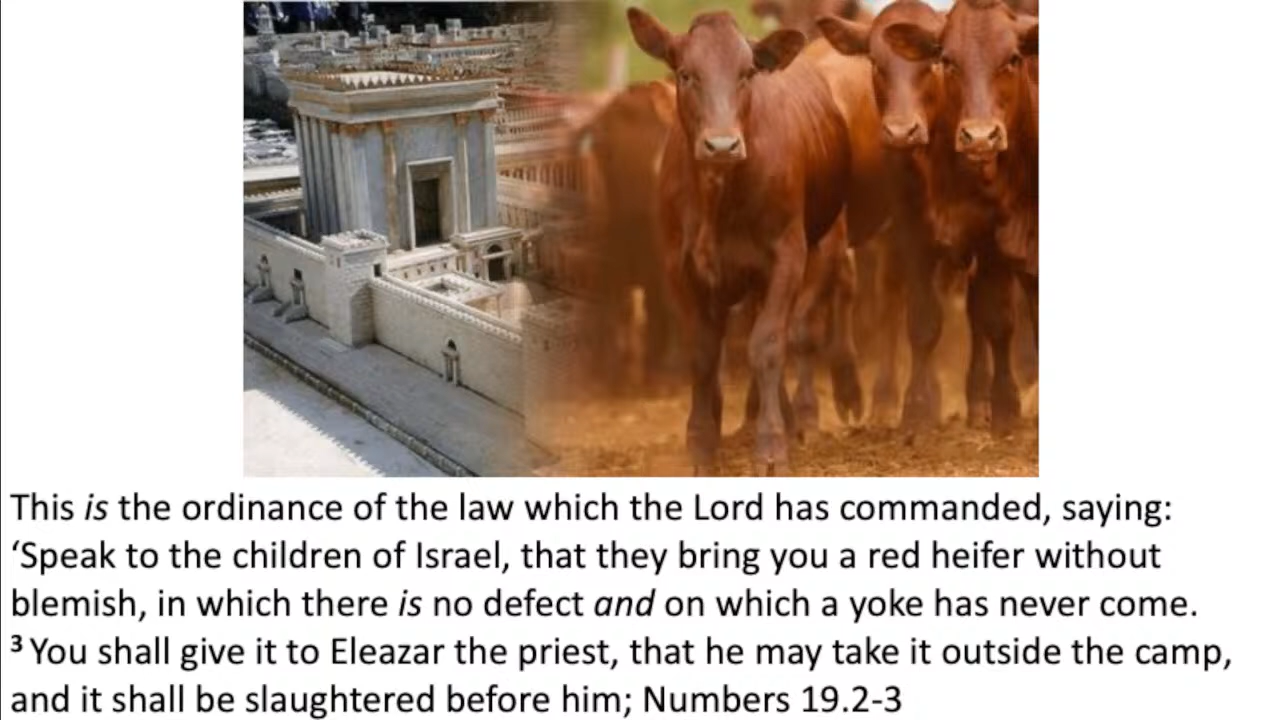 This is the ordinance of the law which the Lord has commanded, saying:
‘Speak to the children of Israel, that they bring you a red heifer without
blemish, in which there is no defect and on which a yoke has never come.
³ You shall give it to Eleazar the priest, that he may take it outside the camp,
and it shall be slaughtered before him; Numbers 19.2-3